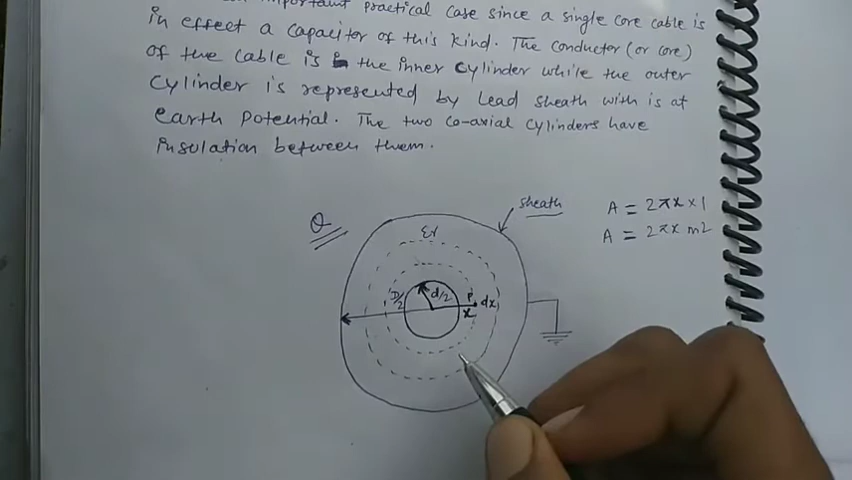 important practical case since a single core cable is
in effect a capacitor of this kind. The conductor (or core)
of the cable is the inner cylinder while the outer
cylinder is represented by Lead sheath with is at
earth potential. The two co-axial cylinders have
insulation between them.
sheath
A = 2πx × 1
A = 2πx m2
Q
εr
D/2
d/2
P
dx
x